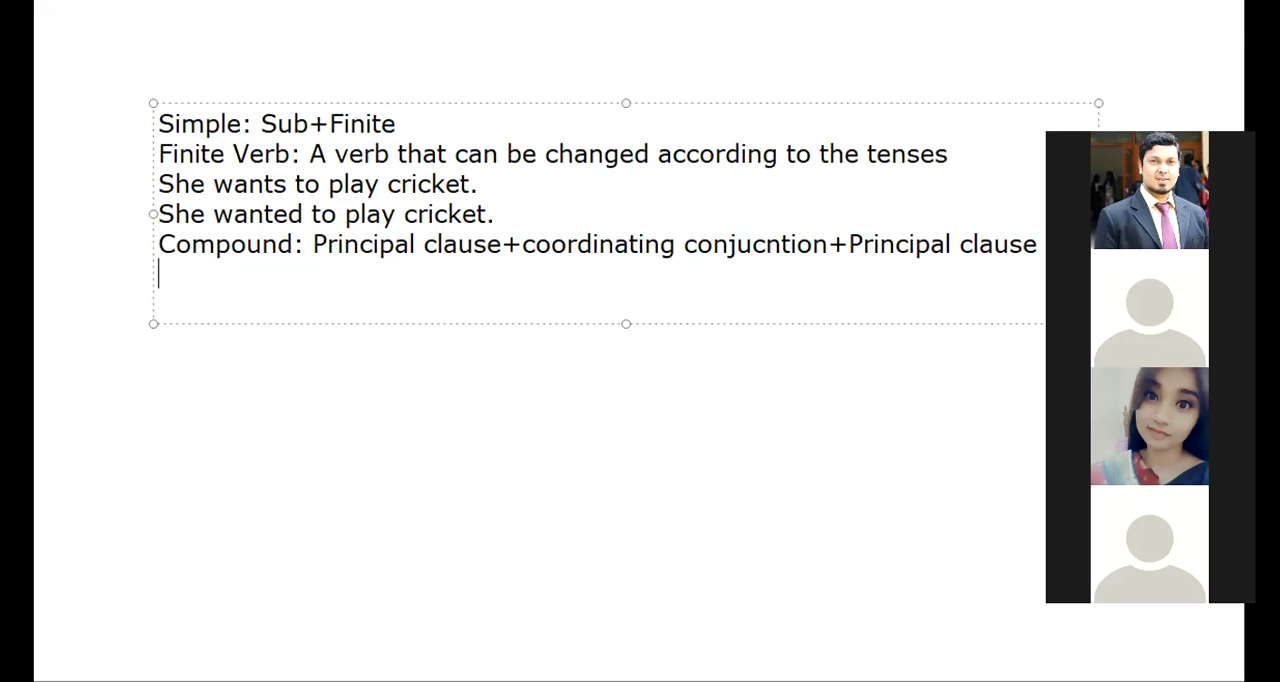 Simple: Sub+Finite
Finite Verb: A verb that can be changed according to the tenses
She wants to play cricket.
She wanted to play cricket.
Compound: Principal clause+coordinating conjucntion+Principal clause